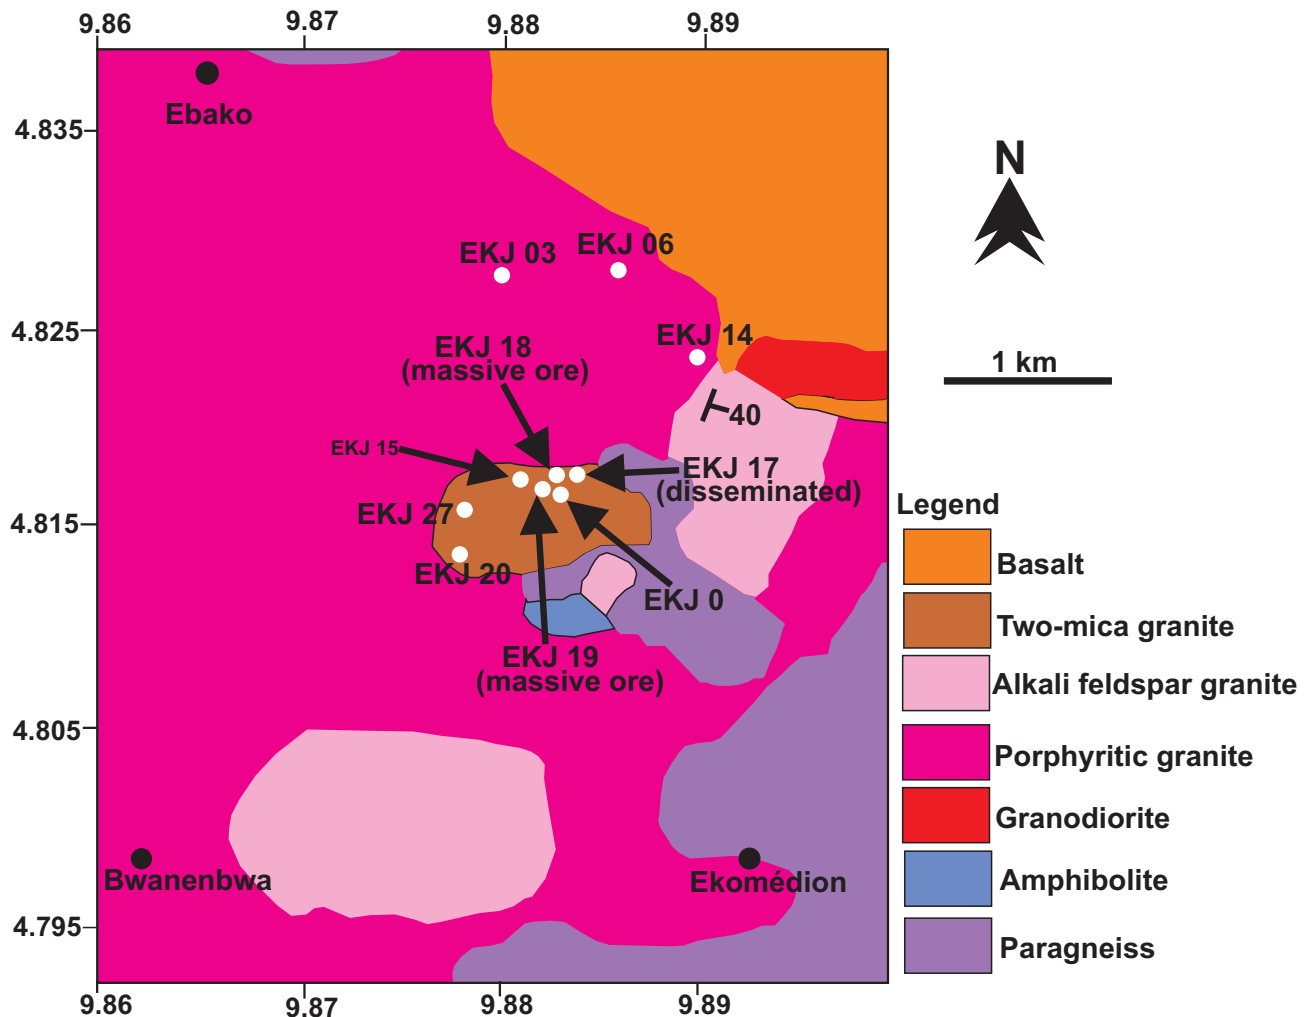 9.86
9.87
9.88
9.89
Ebako
4.835
N
EKJ 03
EKJ 06
4.825
EKJ 14
EKJ 18
(massive ore)
1 km
40
EKJ 15
EKJ 17
(disseminated)
EKJ 27
4.815
EKJ 20
EKJ 0
EKJ 19
(massive ore)
4.805
Bwanenbwa
Ekomédion
4.795
9.86
9.87
9.88
9.89
Legend
Basalt
Two-mica granite
Alkali feldspar granite
Porphyritic granite
Granodiorite
Amphibolite
Paragneiss